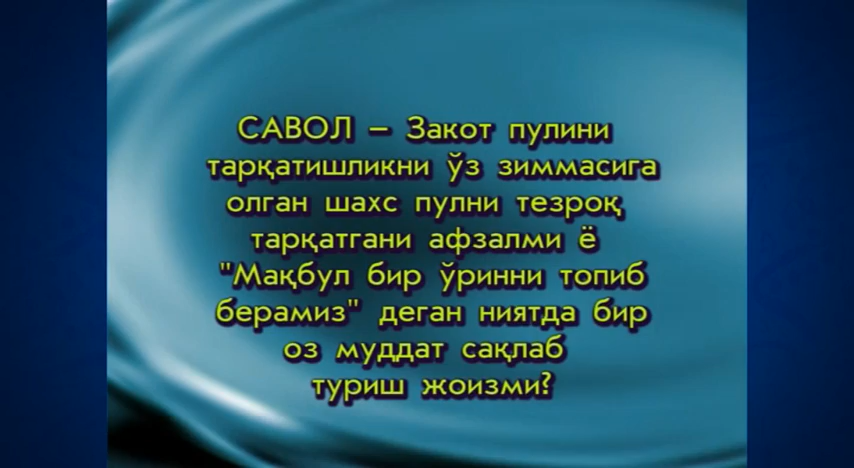 САВОЛ – Закот пулини
тарқатишликни ўз зиммасига
олган шахс пулни тезроқ
тарқатгани афзалми ё
"Мақбул бир ўринни топиб
берамиз" деган ниятда бир
оз муддат сақлаб
туриш жоизми?